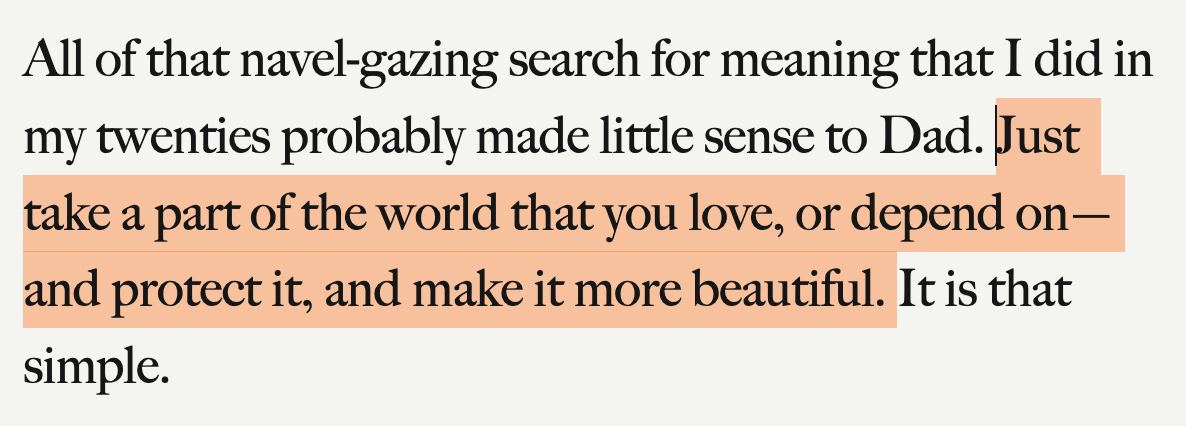 All of that navel-gazing search for meaning that I did in
my twenties probably made little sense to Dad. Just
take a part of the world that you love, or depend on—
and protect it, and make it more beautiful. It is that
simple.